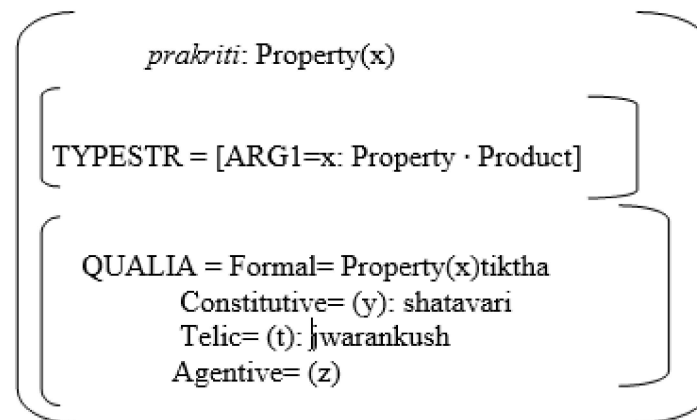 prakriti: Property(x)
TYPESTR = [ARG1=x: Property · Product]
QUALIA = Formal= Property(x)tiktha
Constitutive= (y): shatavari
Telic= (t): jwarankush
Agentive= (z)